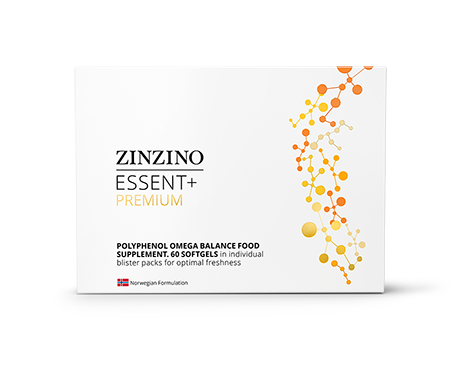 ZINZINO
ESSENT+
PREMIUM
POLYPHENOL OMEGA BALANCE FOOD
SUPPLEMENT. 60 SOFTGELS in individual
blister packs for optimal freshness
Norwegian Formulation